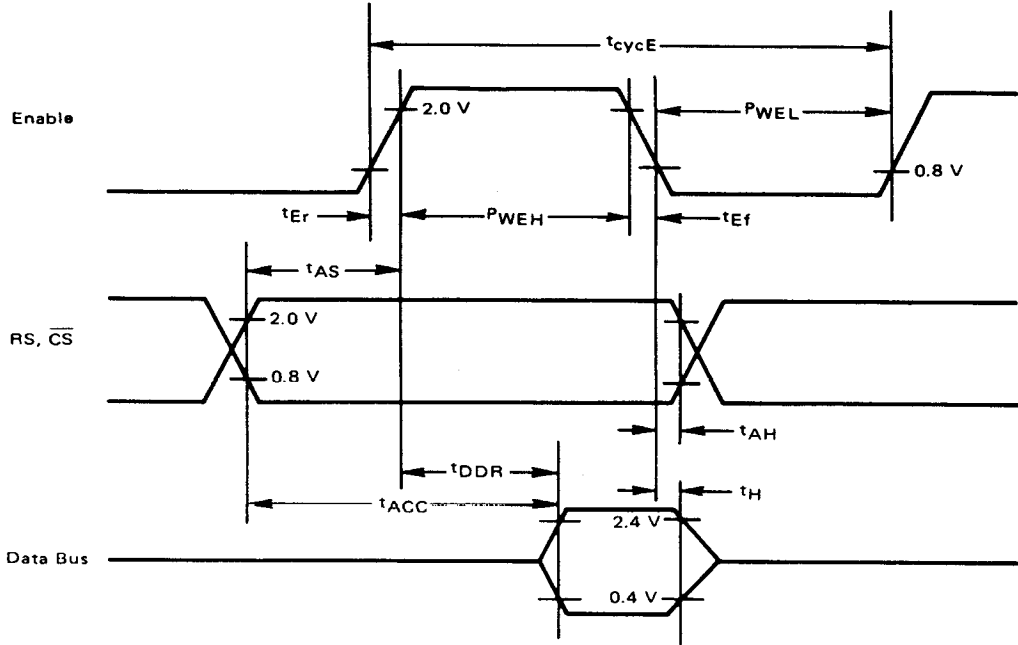 tcycE
Enable
2.0 V
PWEL
0.8 V
tEr
PWEH
tEf
tAS
RS, C̅S̅
2.0 V
0.8 V
tAH
tDDR
tACC
tH
2.4 V
Data Bus
0.4 V